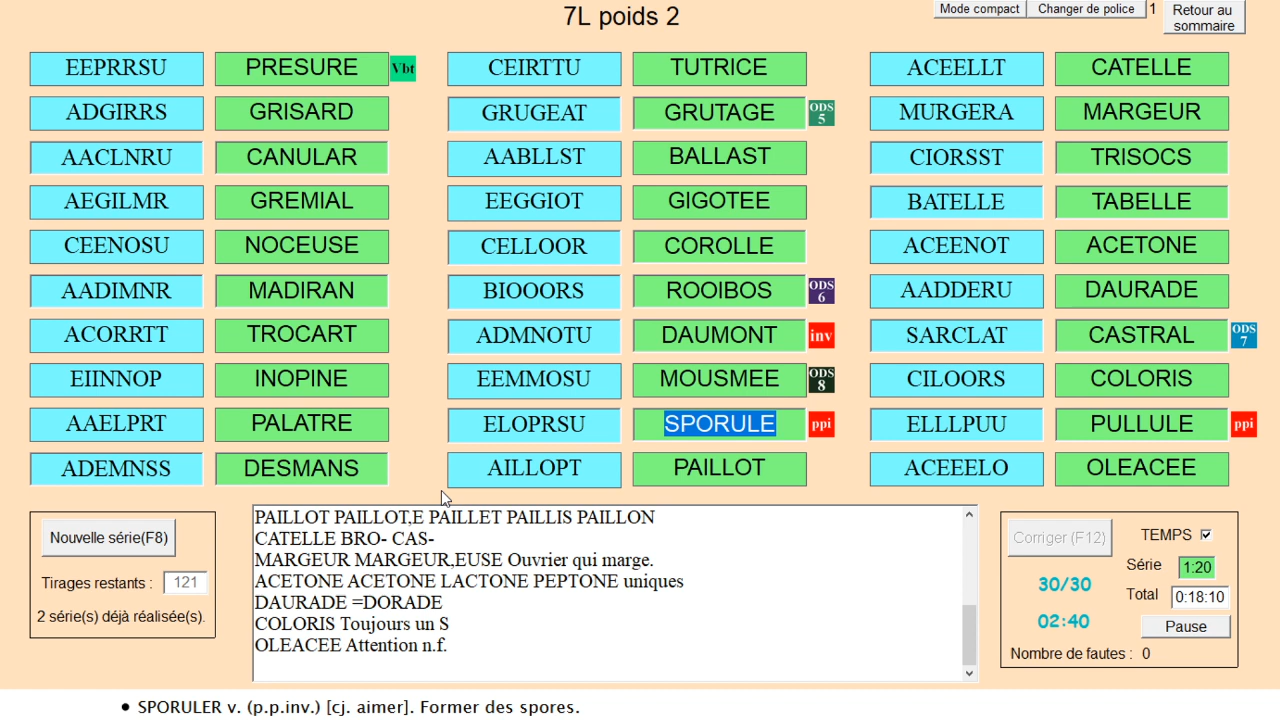 7L poids 2
Mode compact Changer de police 1 Retour au sommaire
EEPRRSU PRESURE Vbt CEIRTTU TUTRICE ACEELLT CATELLE
ADGIRRS GRISARD GRUGEAT GRUTAGE ODS 5 MURGERA MARGEUR
AACLNRU CANULAR AABLLST BALLAST CIORSST TRISOCS
AEGILMR GREMIAL EEGGIOT GIGOTEE BATELLE TABELLE
CEENOSU NOCEUSE CELLOOR COROLLE ACEENOT ACETONE
AADIMNR MADIRAN BIOOORS ROOIBOS ODS 6 AADDERU DAURADE
ACORRTT TROCART ADMNOTU DAUMONT inv SARCLAT CASTRAL ODS 7
EIINNOP INOPINE EEMMOSU MOUSMEE ODS 8 CILOORS COLORIS
AAELPRT PALATRE ELOPRSU SPORULE ppi ELLLPUU PULLULE ppi
ADEMNSS DESMANS AILLOPT PAILLOT ACEEELO OLEACEE
Nouvelle série(F8)
Tirages restants : 121
2 série(s) déjà réalisée(s).
PAILLOT PAILLOT,E PAILLET PAILLIS PAILLON
CATELLE BRO- CAS-
MARGEUR MARGEUR,EUSE Ouvrier qui marge.
ACETONE ACETONE LACTONE PEPTONE uniques
DAURADE =DORADE
COLORIS Toujours un S
OLEACEE Attention n.f.
Corriger (F12) TEMPS
30/30 Série 1:20
Total 0:18:10
02:40 Pause
Nombre de fautes : 0
• SPORULER v. (p.p.inv.) [cj. aimer]. Former des spores.